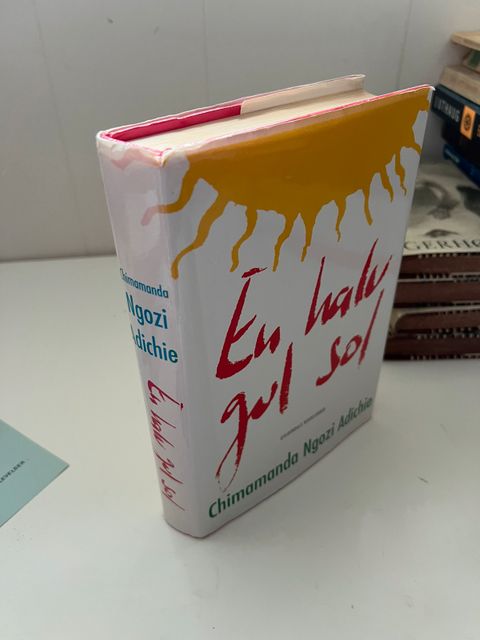 En halv
gul sol
Chimamanda Ngozi Adichie
Chimamanda
Ngozi
Adichie
En halv gul sol